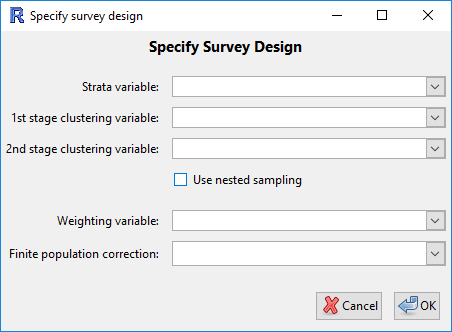 Specify survey design
Specify Survey Design
Strata variable:
1st stage clustering variable:
2nd stage clustering variable:
Use nested sampling
Weighting variable:
Finite population correction:
Cancel OK